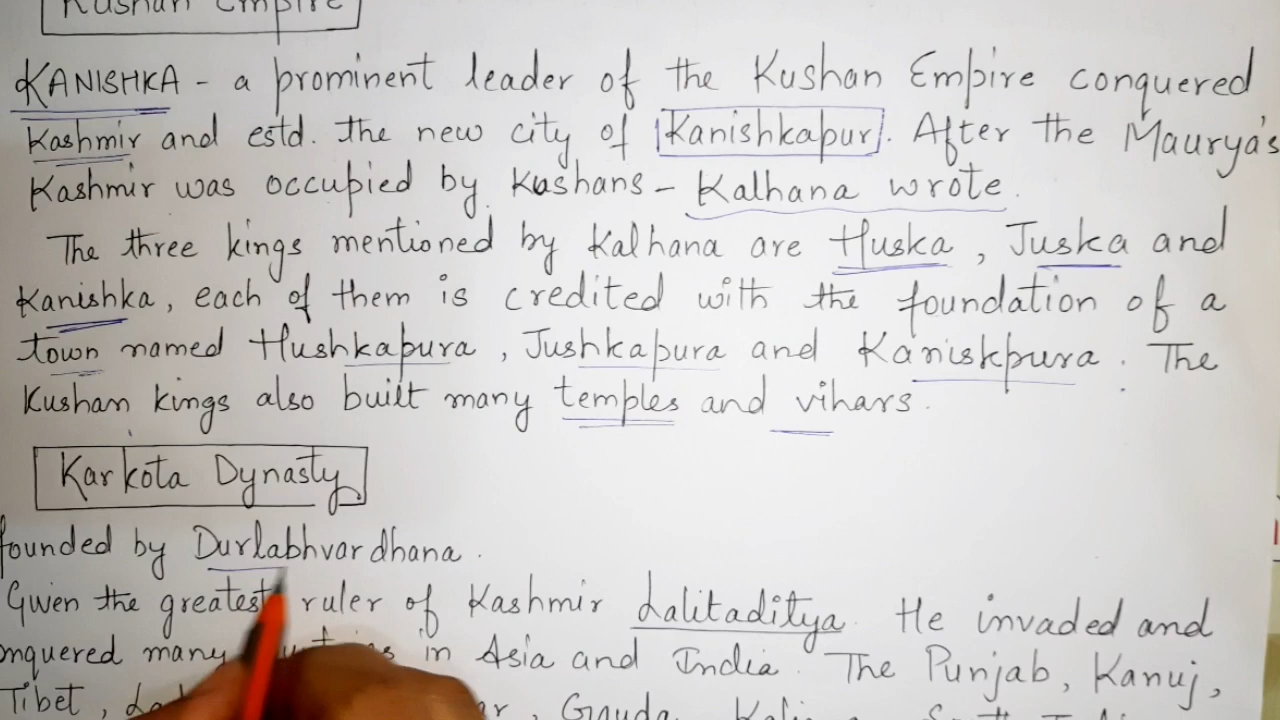 Kushan Empire
KANISHKA - a prominent leader of the Kushan Empire conquered
Kashmir and estd. the new city of Kanishkapur. After the Maurya's
Kashmir was occupied by Kushans - Kalhana wrote.
The three kings mentioned by Kalhana are Huska, Juska and
Kanishka, each of them is credited with the foundation of a
town named Hushkapura, Jushkapura and Kaniskpura. The
Kushan kings also built many temples and vihars.
Karkota Dynasty
founded by Durlabhvardhana.
Given the greatest ruler of Kashmir Lalitaditya. He invaded and
conquered many in Asia and India. The Punjab, Kanuj,
Tibet, Gauda